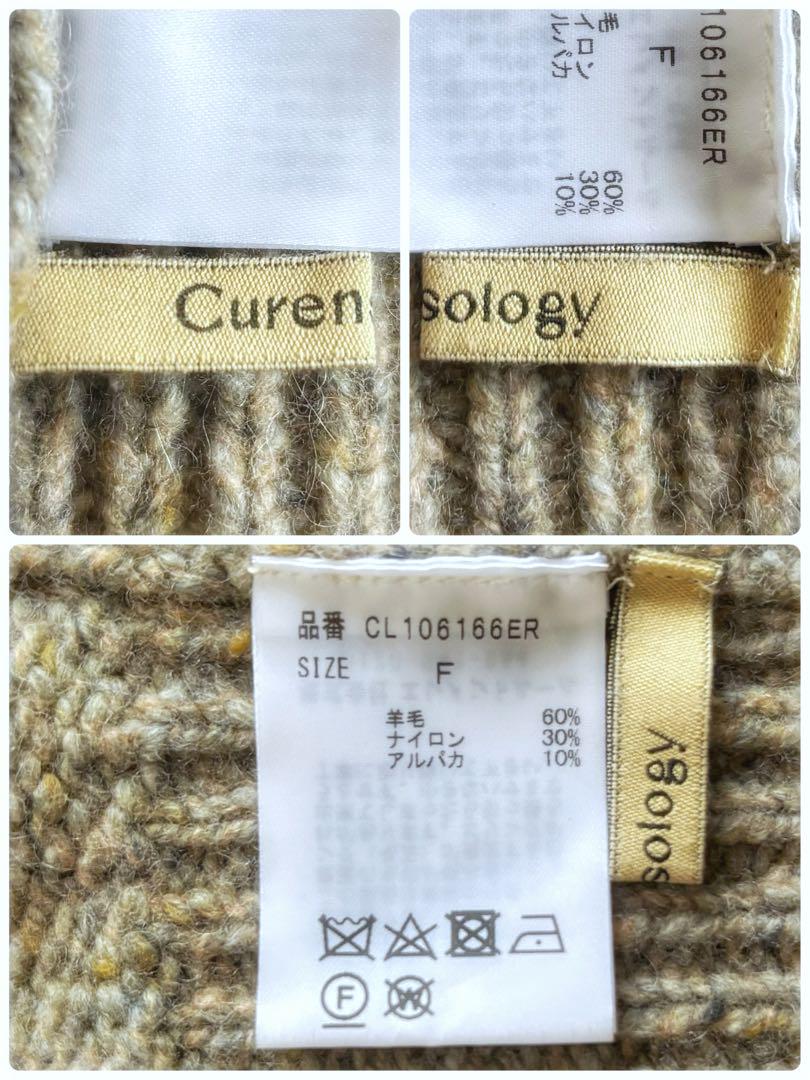 Curen
106166ER
F
毛 60%
イロン 30%
ルパカ 10%
sology
品番 CL106166ER
SIZE F
羊毛 60%
ナイロン 30%
アルパカ 10%
sology
F
W